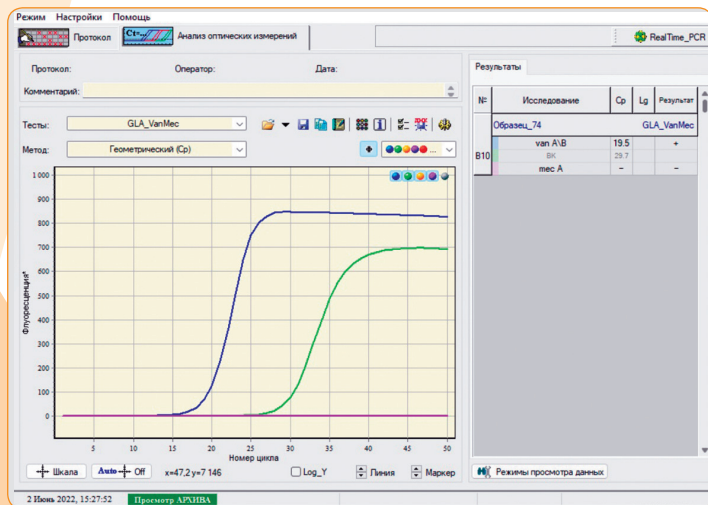 Режим Настройки Помощь
Протокол Ct=... Анализ оптических измерений RealTime_PCR
Протокол: Оператор: Дата:
Комментарий:
Тесты: GLA_VanMec
Метод: Геометрический (Cp) ...
1 000
900
800
700
600
500
400
300
200
100
0
Флуоресценция*
5 10 15 20 25 30 35 40 45 50
Номер цикла
Шкала Auto Off x=47,2 y=7 146 Log_Y Линия Маркер
2 Июнь 2022, 15:27:52 Просмотр АРХИВА
Результаты
№ Исследование Cp Lg Результат
Образец_74 GLA_VanMec
B10
van A\B 19.5 +
ВК 29.7
mec A – –
Режимы просмотра данных